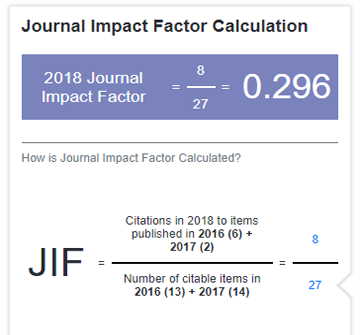 Journal Impact Factor Calculation
2018 Journal
Impact Factor
=
8
27
=
0.296
How is Journal Impact Factor Calculated?
JIF
=
Citations in 2018 to items
published in 2016 (6) +
2017 (2)
Number of citable items in
2016 (13) + 2017 (14)
=
8
27